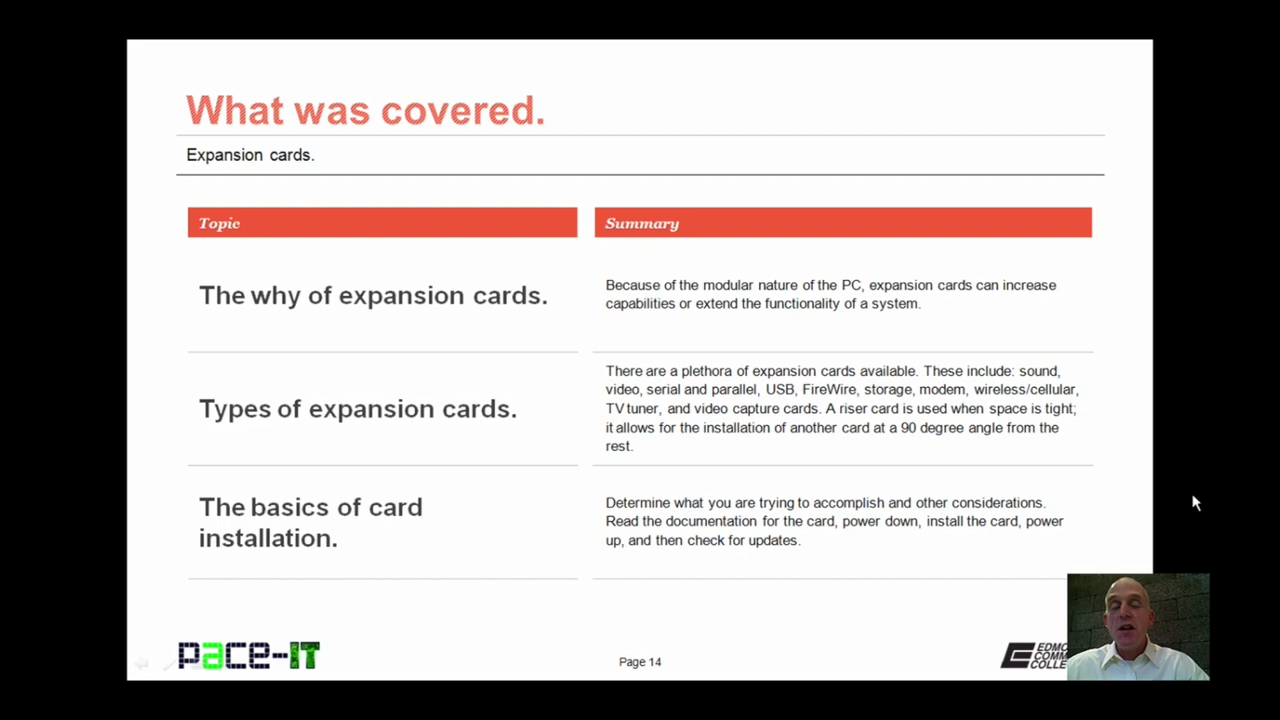 What was covered.
Expansion cards.
Topic
Summary
The why of expansion cards.
Because of the modular nature of the PC, expansion cards can increase
capabilities or extend the functionality of a system.
Types of expansion cards.
There are a plethora of expansion cards available. These include: sound,
video, serial and parallel, USB, FireWire, storage, modem, wireless/cellular,
TV tuner, and video capture cards. A riser card is used when space is tight;
it allows for the installation of another card at a 90 degree angle from the
rest.
The basics of card
installation.
Determine what you are trying to accomplish and other considerations.
Read the documentation for the card, power down, install the card, power
up, and then check for updates.
pace-IT
Page 14